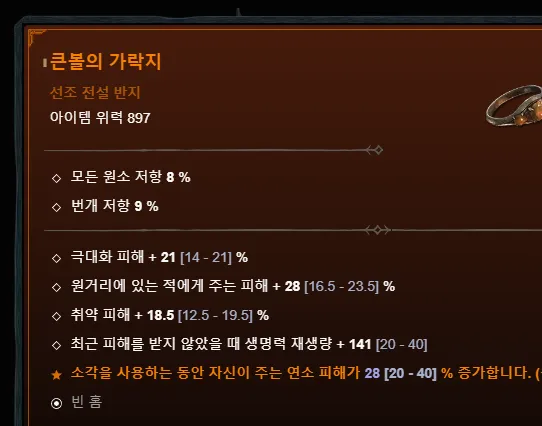 큰볼의 가락지
선조 전설 반지
아이템 위력 897
모든 원소 저항 8 %
번개 저항 9 %
극대화 피해 + 21 [14 - 21] %
원거리에 있는 적에게 주는 피해 + 28 [16.5 - 23.5] %
취약 피해 + 18.5 [12.5 - 19.5] %
최근 피해를 받지 않았을 때 생명력 재생량 + 141 [20 - 40]
소각을 사용하는 동안 자신이 주는 연소 피해가 28 [20 - 40] % 증가합니다. (
빈 홈